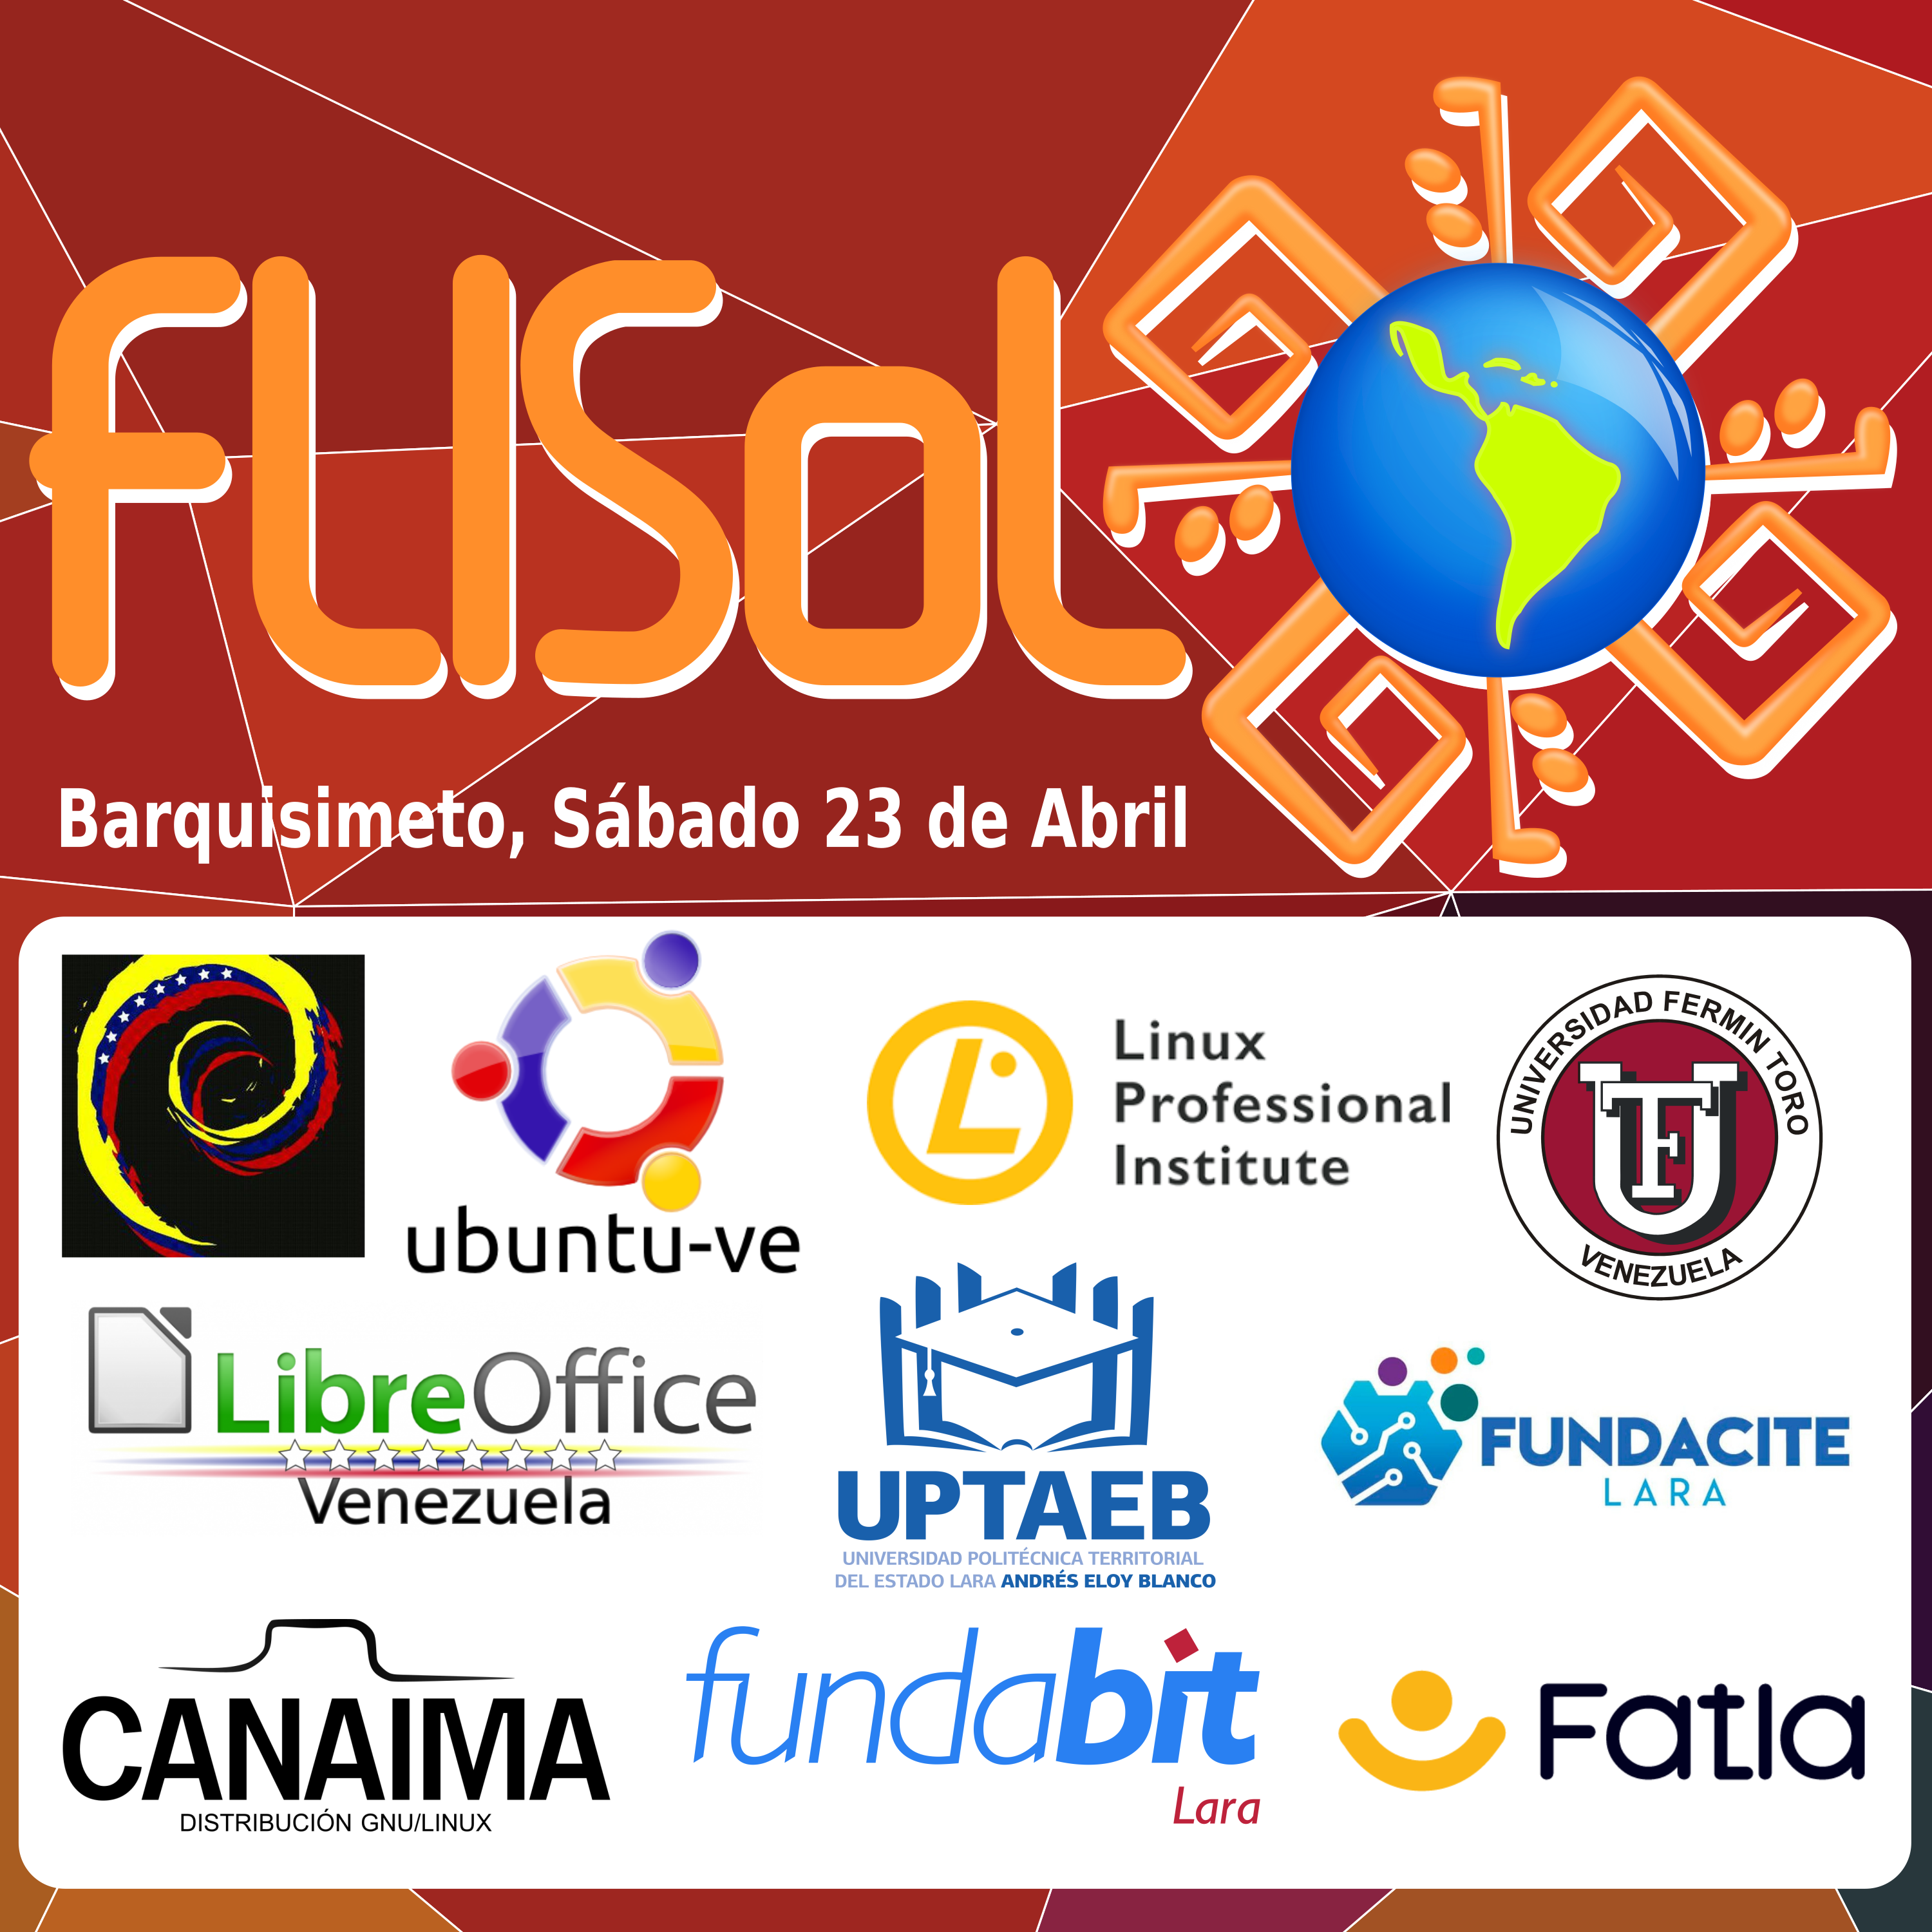 FLISoL
Barquisimeto, Sábado 23 de Abril
ubuntu-ve
L
Linux
Professional
Institute
UNIVERSIDAD FERMIN TORO
UFT
VENEZUELA
LibreOffice
Venezuela
UPTAEB
UNIVERSIDAD POLITÉCNICA TERRITORIAL
DEL ESTADO LARA ANDRÉS ELOY BLANCO
FUNDACITE
LARA
CANAIMA
DISTRIBUCIÓN GNU/LINUX
fundabit
Lara
Fatla